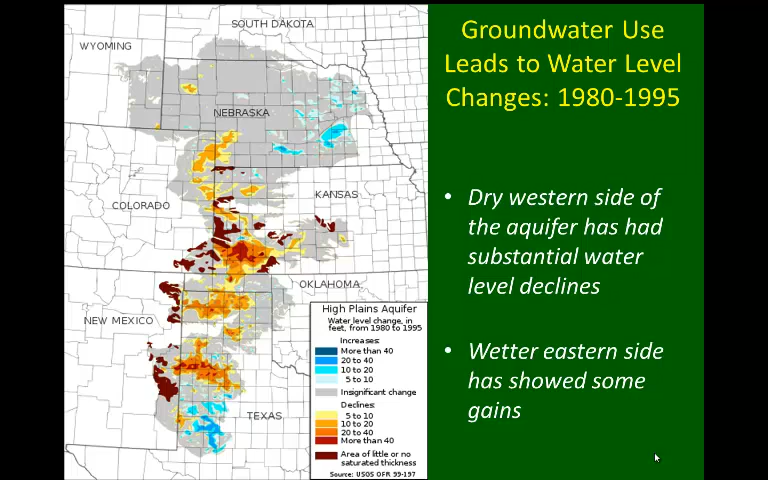 SOUTH DAKOTA
WYOMING
NEBRASKA
KANSAS
COLORADO
OKLAHOMA
NEW MEXICO
TEXAS
High Plains Aquifer
Water level change, in
feet, from 1980 to 1995
Increases:
More than 40
20 to 40
10 to 20
5 to 10
Insignificant change
Declines:
5 to 10
10 to 20
20 to 40
More than 40
Area of little or no
saturated thickness
Source: USGS OFR 99-197
Groundwater Use
Leads to Water Level
Changes: 1980-1995
• Dry western side of
the aquifer has had
substantial water
level declines
• Wetter eastern side
has showed some
gains